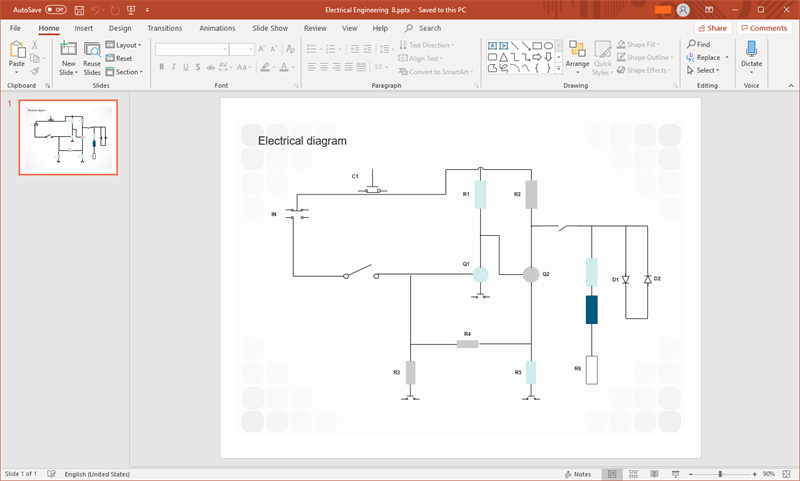 AutoSave Off
Electrical Engineering 8.pptx - Saved to this PC
File Home Insert Design Transitions Animations Slide Show Review View Help Search
Share Comments
Paste
New Slide
Reuse Slides
Layout
Reset
Section
B I U S ab AV Aa A
Text Direction
Align Text
Convert to SmartArt
Arrange
Quick Styles
Shape Fill
Shape Outline
Shape Effects
Find
Replace
Select
Dictate
Clipboard Slides Font Paragraph Drawing Editing Voice
1
Electrical diagram
C1
R1 R2
IN
Q1 Q2
D1 D2
R4
R3 R5 R6
Slide 1 of 1 English (United States) Notes 90%